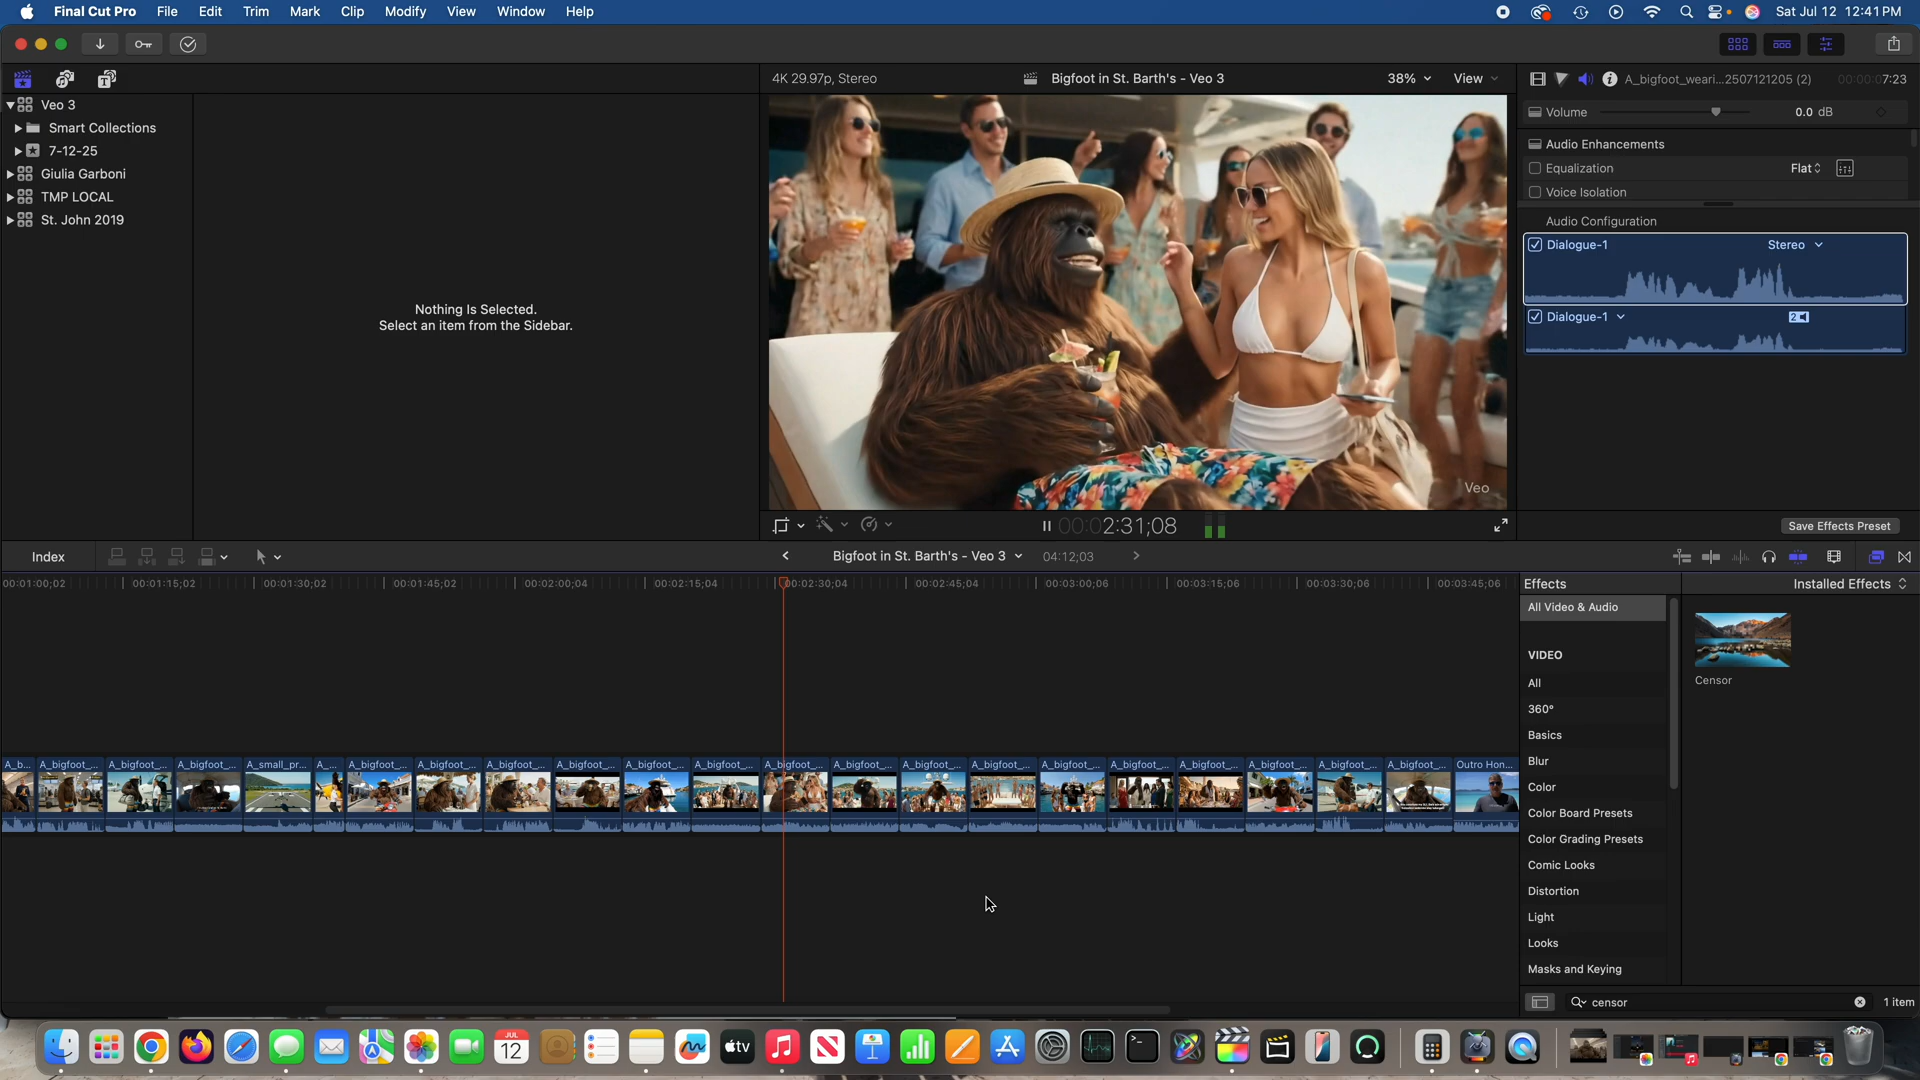 Final Cut Pro File Edit Trim Mark Clip Modify View Window Help Sat Jul 12 12:41 PM
4K 29.97p, Stereo Bigfoot in St. Barth's - Veo 3 38% View A_bigfoot_weari...2507121205 (2) 00:00:07:23
Veo 3
Smart Collections
7-12-25
Giulia Garboni
TMP LOCAL
St. John 2019
Nothing Is Selected.
Select an item from the Sidebar.
Veo
Volume 0.0 dB
Audio Enhancements
Equalization Flat
Voice Isolation
Audio Configuration
Dialogue-1 Stereo
Dialogue-1 2
00:02:31;08
Save Effects Preset
Index Bigfoot in St. Barth's - Veo 3 04:12;03
00:01:00;02 00:01:15;02 00:01:30;02 00:01:45;02 00:02:00;04 00:02:15;04 00:02:30;04 00:02:45;04 00:03:00;06 00:03:15;06 00:03:30;06 00:03:45;06
A_b... A_bigfoot_... A_bigfoot_... A_bigfoot_... A_small_pr... A_... A_bigfoot_... A_bigfoot_... A_bigfoot_... A_bigfoot_... A_bigfoot_... A_bigfoot_... A_bigfoot_... A_bigfoot_... A_bigfoot_... A_bigfoot_... A_bigfoot_... A_bigfoot_... A_bigfoot_... A_bigfoot_... A_bigfoot_... A_bigfoot_... Outro Hon...
Effects Installed Effects
All Video & Audio
VIDEO
All
360°
Basics
Blur
Color
Color Board Presets
Color Grading Presets
Comic Looks
Distortion
Light
Looks
Masks and Keying
Censor
censor 1 item
JUL
12
tv